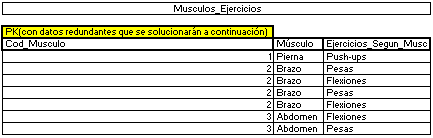 Musculos_Ejercicios
PK(con datos redundantes que se solucionarán a continuación)
Cod_Musculo Músculo Ejercicios_Segun_Musc
1 Pierna Push-ups
2 Brazo Pesas
2 Brazo Flexiones
2 Brazo Pesas
2 Brazo Flexiones
3 Abdomen Flexiones
3 Abdomen Pesas